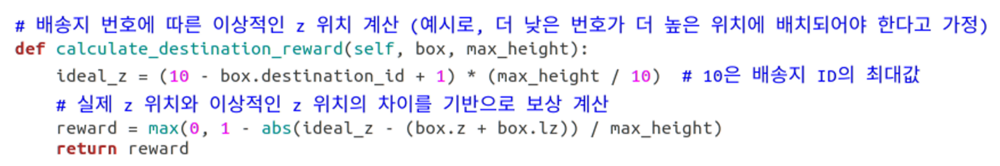 # 배송지 번호에 따른 이상적인 z 위치 계산 (예시로, 더 낮은 번호가 더 높은 위치에 배치되어야 한다고 가정)
def calculate_destination_reward(self, box, max_height):
    ideal_z = (10 - box.destination_id + 1) * (max_height / 10)  # 10은 배송지 ID의 최대값
    # 실제 z 위치와 이상적인 z 위치의 차이를 기반으로 보상 계산
    reward = max(0, 1 - abs(ideal_z - (box.z + box.lz)) / max_height)
    return reward